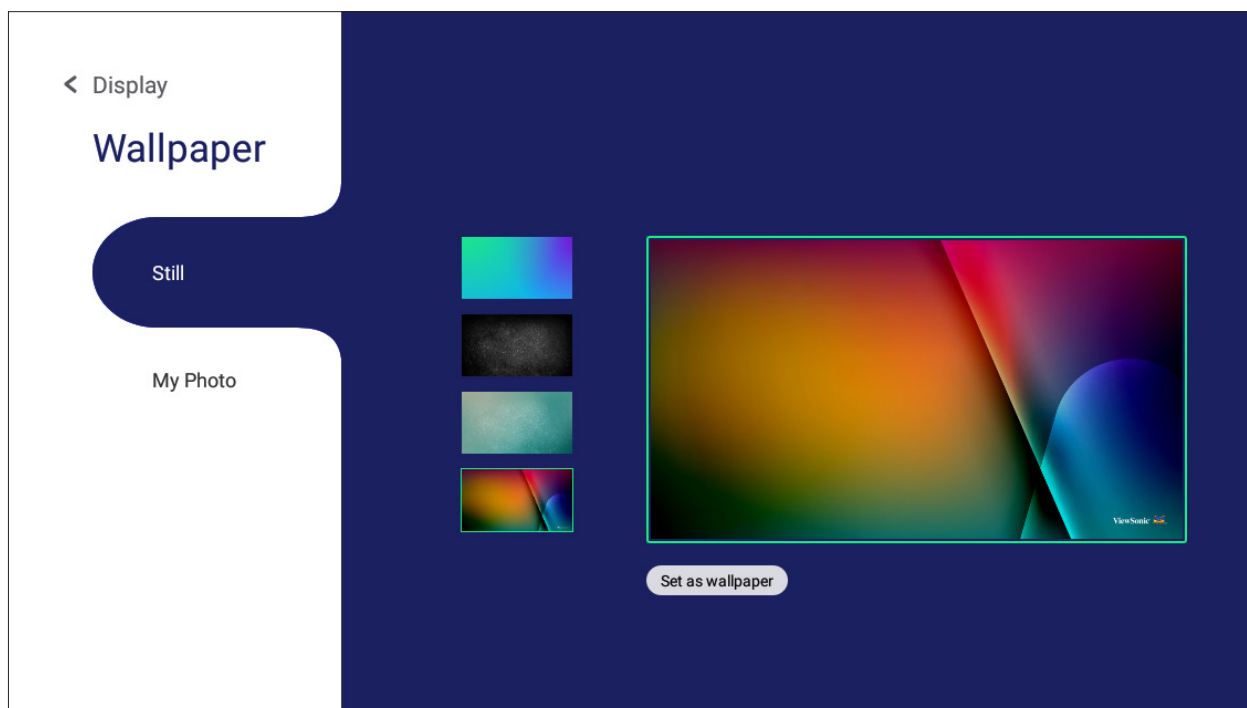 Display
Wallpaper
Still
My Photo
ViewSonic
Set as wallpaper